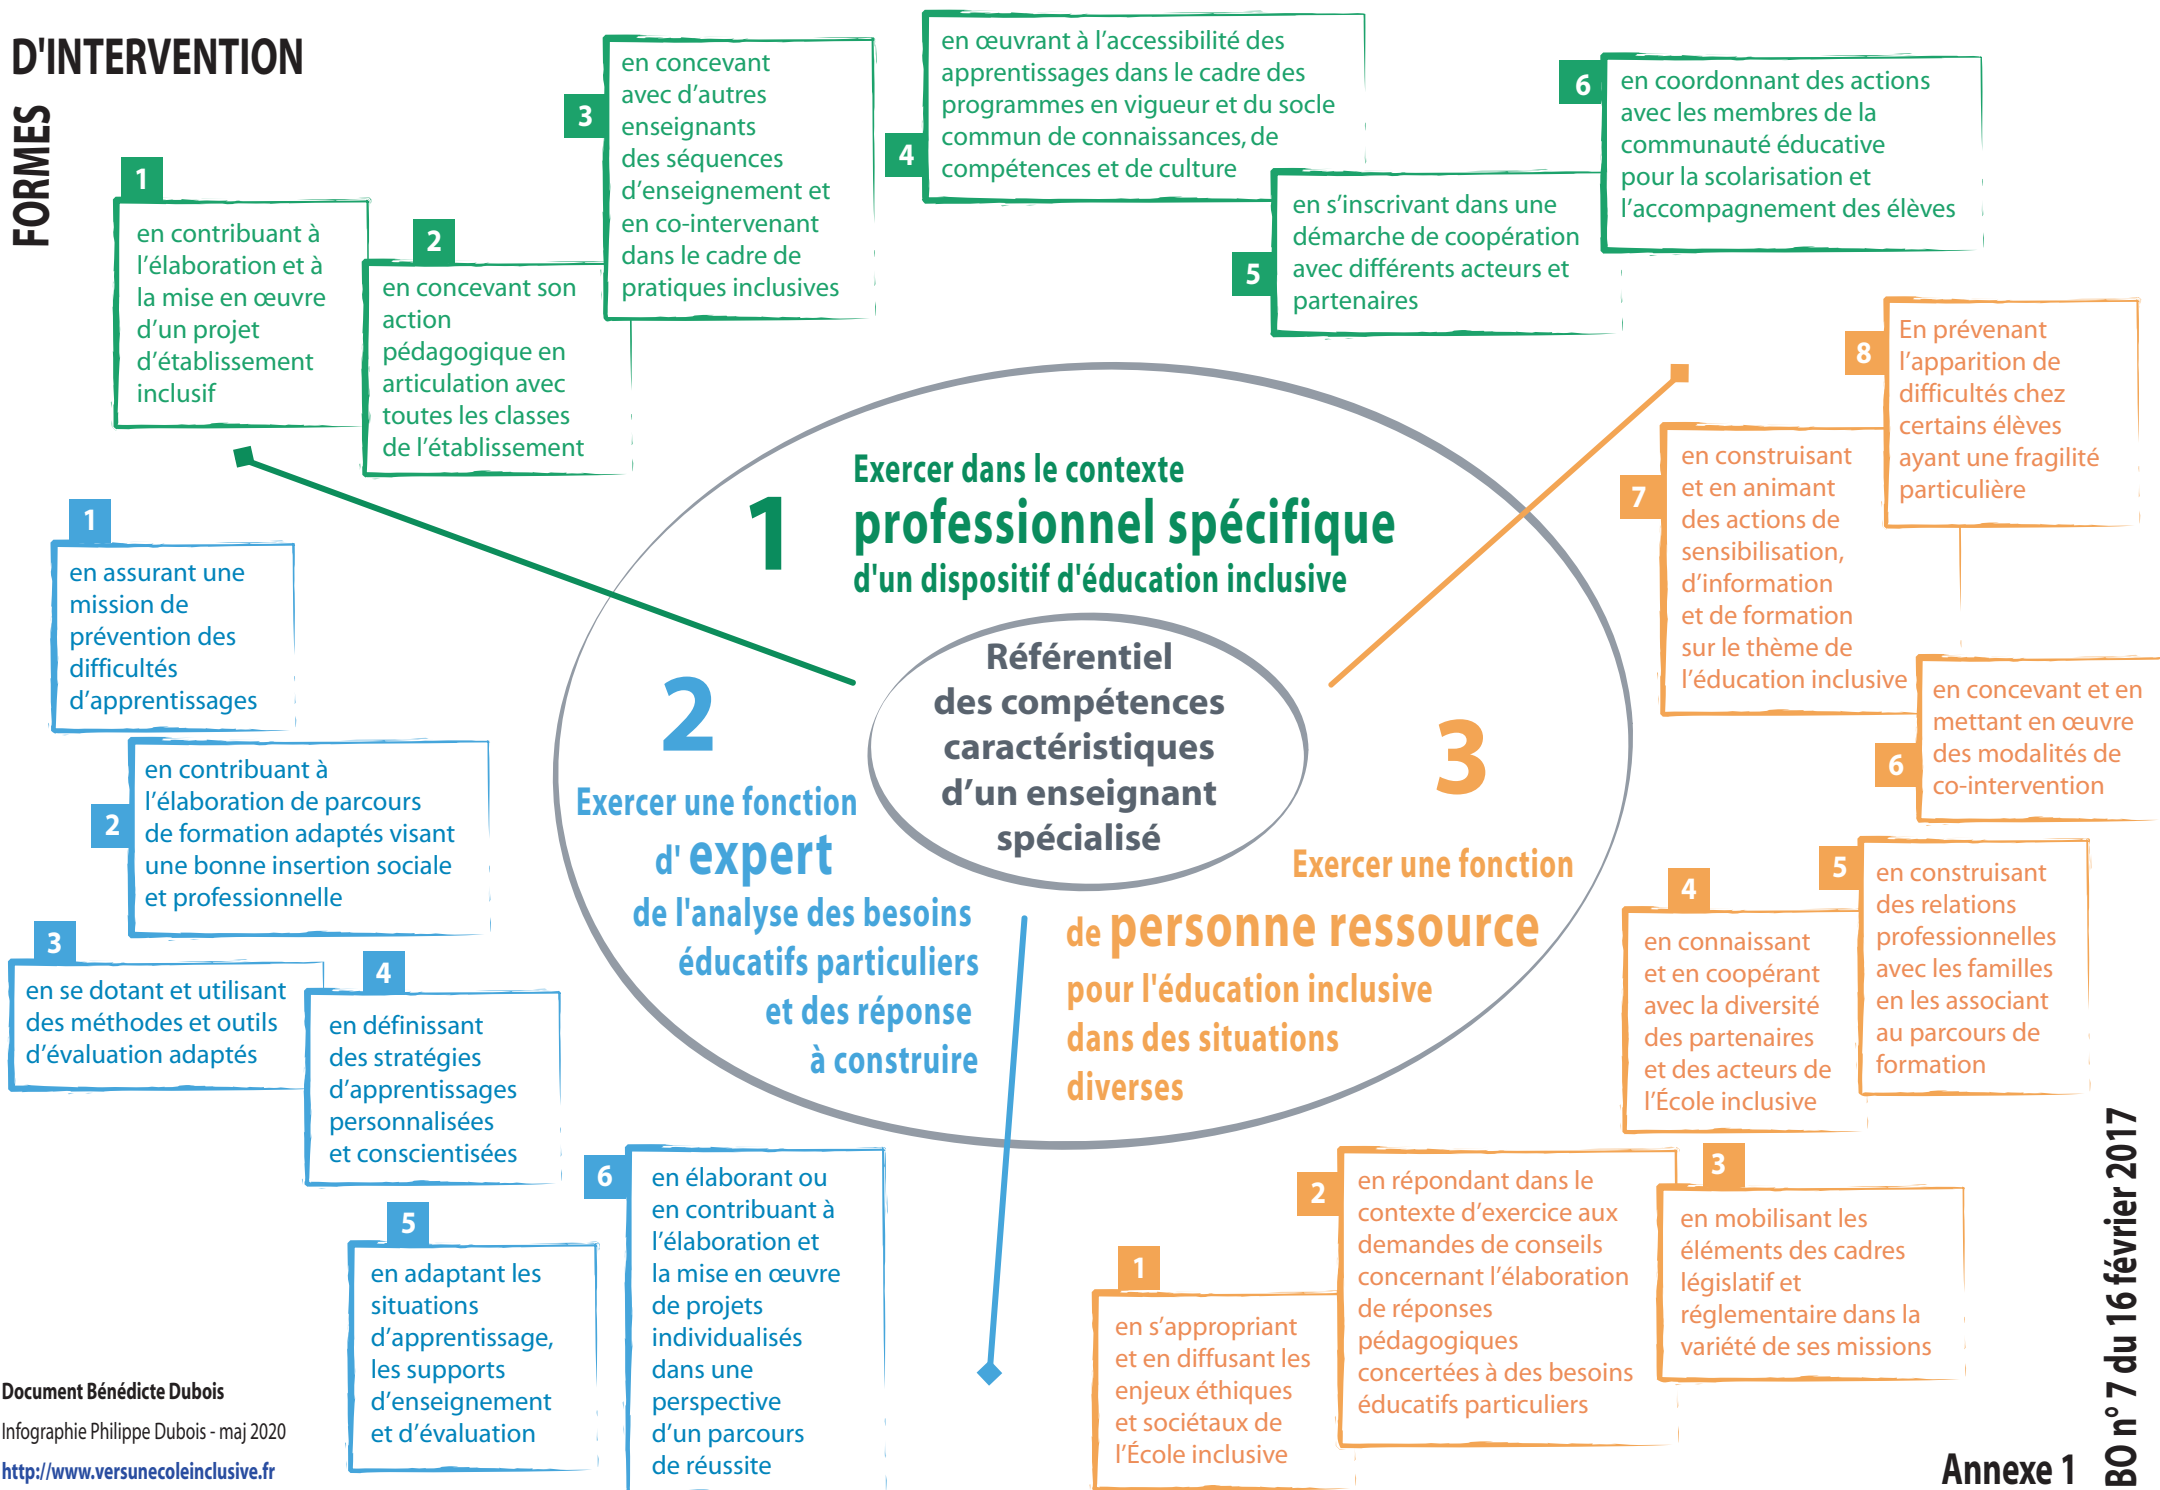 D'INTERVENTION
FORMES
1
en contribuant à
l’élaboration et à
la mise en œuvre
d’un projet
d’établissement
inclusif
2
en concevant son
action
pédagogique en
articulation avec
toutes les classes
de l’établissement
3
en concevant
avec d’autres
enseignants
des séquences
d’enseignement et
en co-intervenant
dans le cadre de
pratiques inclusives
4
en œuvrant à l’accessibilité des
apprentissages dans le cadre des
programmes en vigueur et du socle
commun de connaissances, de
compétences et de culture
5
en s’inscrivant dans une
démarche de coopération
avec différents acteurs et
partenaires
6
en coordonnant des actions
avec les membres de la
communauté éducative
pour la scolarisation et
l’accompagnement des élèves
1
Exercer dans le contexte
professionnel spécifique
d'un dispositif d'éducation inclusive
Référentiel
des compétences
caractéristiques
d’un enseignant
spécialisé
2
Exercer une fonction
d' expert
de l'analyse des besoins
éducatifs particuliers
et des réponse
à construire
3
Exercer une fonction
de personne ressource
pour l'éducation inclusive
dans des situations
diverses
1
en assurant une
mission de
prévention des
difficultés
d’apprentissages
2
en contribuant à
l’élaboration de parcours
de formation adaptés visant
une bonne insertion sociale
et professionnelle
3
en se dotant et utilisant
des méthodes et outils
d’évaluation adaptés
4
en définissant
des stratégies
d’apprentissages
personnalisées
et conscientisées
5
en adaptant les
situations
d’apprentissage,
les supports
d’enseignement
et d’évaluation
6
en élaborant ou
en contribuant à
l’élaboration et
la mise en œuvre
de projets
individualisés
dans une
perspective
d’un parcours
de réussite
1
en s’appropriant
et en diffusant les
enjeux éthiques
et sociétaux de
l’École inclusive
2
en répondant dans le
contexte d’exercice aux
demandes de conseils
concernant l’élaboration
de réponses
pédagogiques
concertées à des besoins
éducatifs particuliers
3
en mobilisant les
éléments des cadres
législatif et
réglementaire dans la
variété de ses missions
4
en connaissant
et en coopérant
avec la diversité
des partenaires
et des acteurs de
l’École inclusive
5
en construisant
des relations
professionnelles
avec les familles
en les associant
au parcours de
formation
6
en concevant et en
mettant en œuvre
des modalités de
co-intervention
7
en construisant
et en animant
des actions de
sensibilisation,
d’information
et de formation
sur le thème de
l’éducation inclusive
8
En prévenant
l’apparition de
difficultés chez
certains élèves
ayant une fragilité
particulière
Document Bénédicte Dubois
Infographie Philippe Dubois - maj 2020
http://www.versunecoleinclusive.fr
Annexe 1
BO n° 7 du 16 février 2017